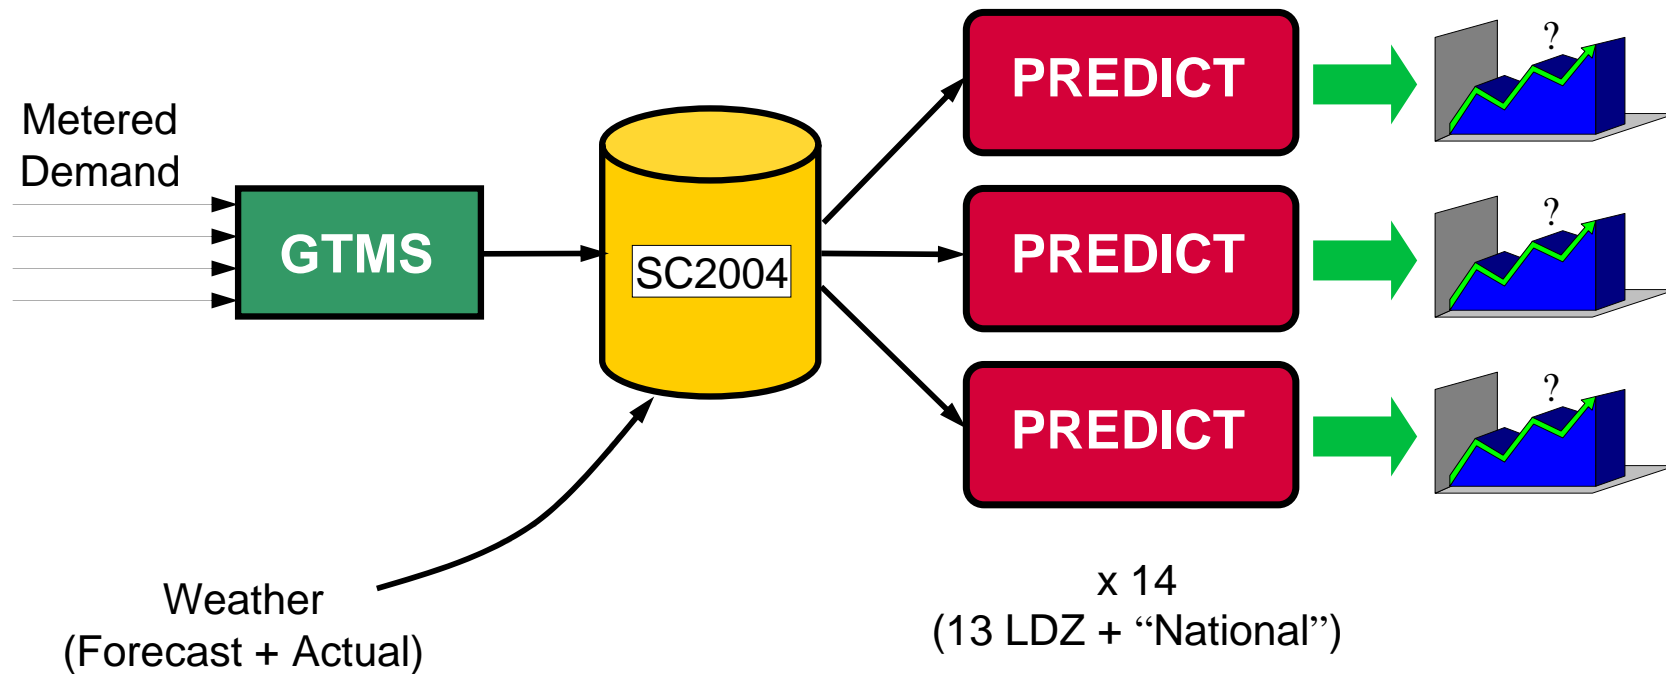 Metered
Demand
GTMS
SC2004
PREDICT
?
PREDICT
?
PREDICT
?
Weather
(Forecast + Actual)
x 14
(13 LDZ + “National”)